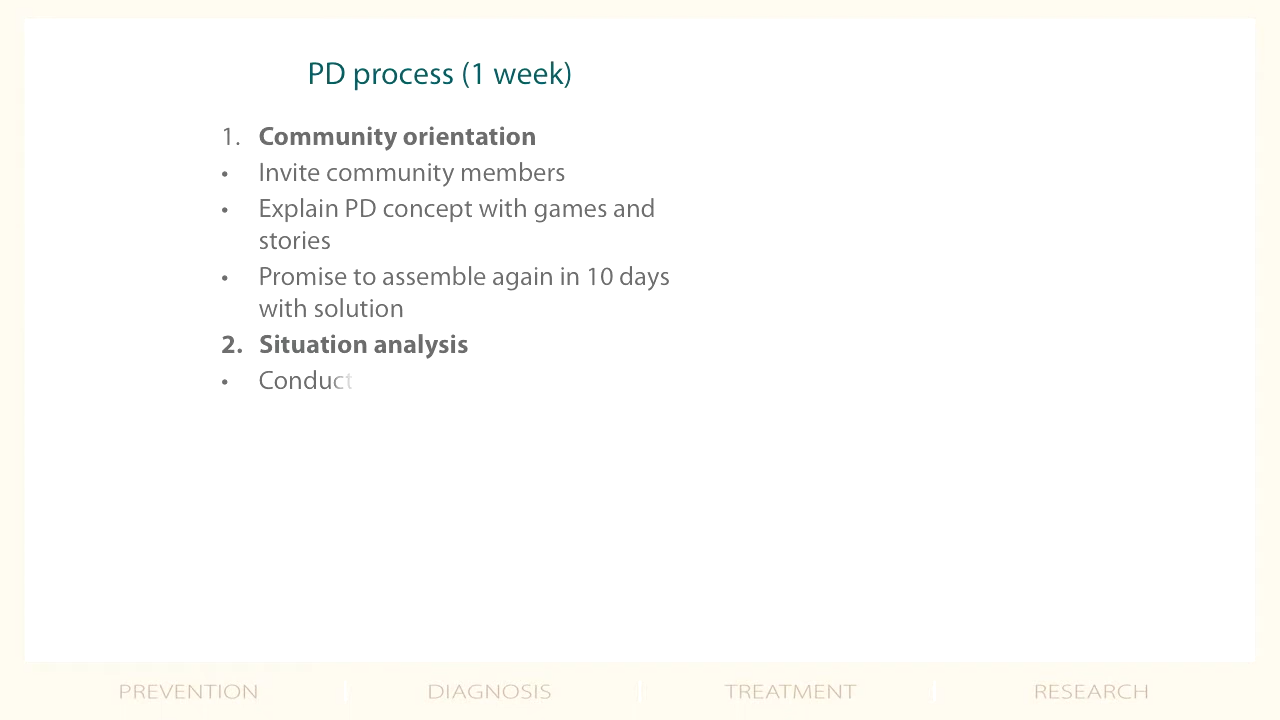 PD process (1 week)
1. Community orientation
• Invite community members
• Explain PD concept with games and
stories
• Promise to assemble again in 10 days
with solution
2. Situation analysis
• Conduct
PREVENTION DIAGNOSIS TREATMENT RESEARCH